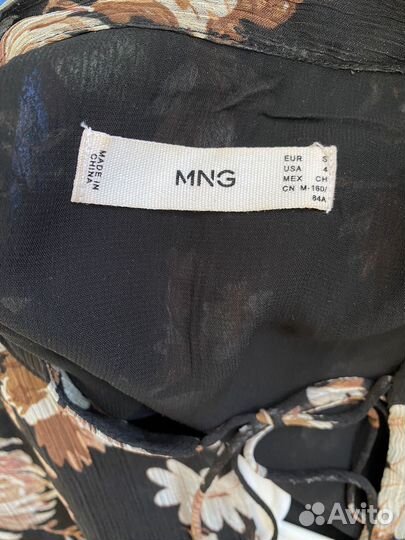 MADE IN
CHINA
MNG
EUR S
USA 4
MEX CH
CN M-160/
84A
Avito